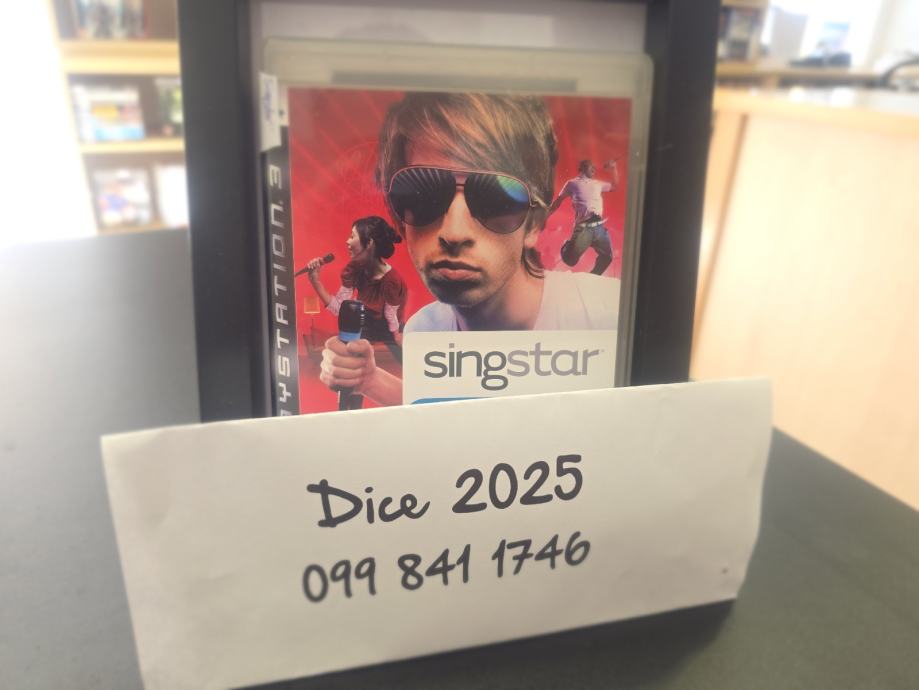 PLAYSTATION 3
singstar
Dice 2025
099 841 1746